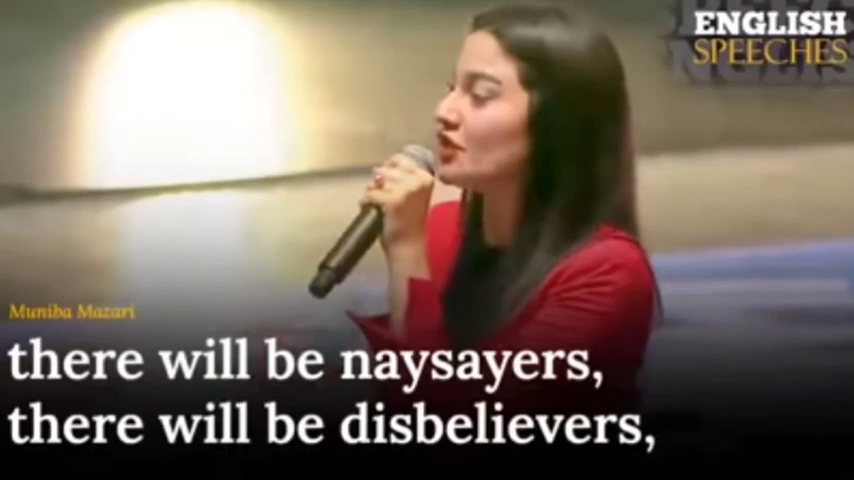 ENGLISH
SPEECHES
Muniba Mazari
there will be naysayers,
there will be disbelievers,